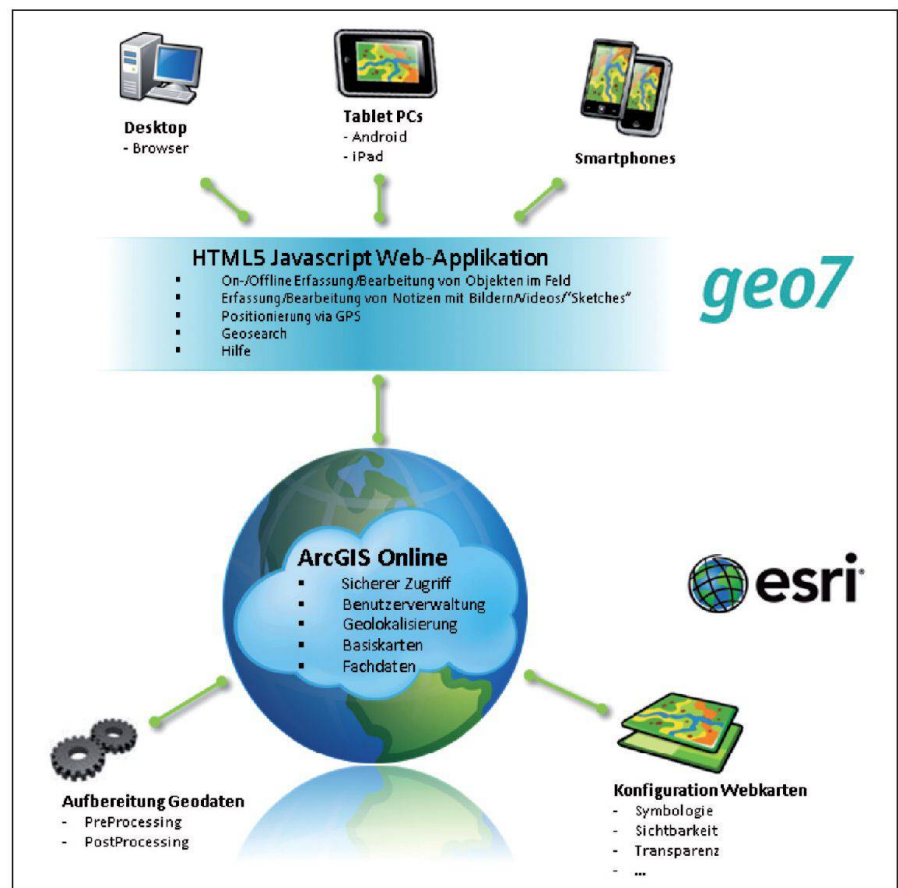 Desktop
- Browser
Tablet PCs
- Android
- iPad
Smartphones
HTML5 Javascript Web-Applikation
▪ On-/Offline Erfassung/Bearbeitung von Objekten im Feld
▪ Erfassung/Bearbeitung von Notizen mit Bildern/Videos/"Sketches"
▪ Positionierung via GPS
▪ Geosearch
▪ Hilfe
geo7
ArcGIS Online
▪ Sicherer Zugriff
▪ Benutzerverwaltung
▪ Geolokalisierung
▪ Basiskarten
▪ Fachdaten
esri
Aufbereitung Geodaten
- PreProcessing
- PostProcessing
Konfiguration Webkarten
- Symbologie
- Sichtbarkeit
- Transparenz
- ...